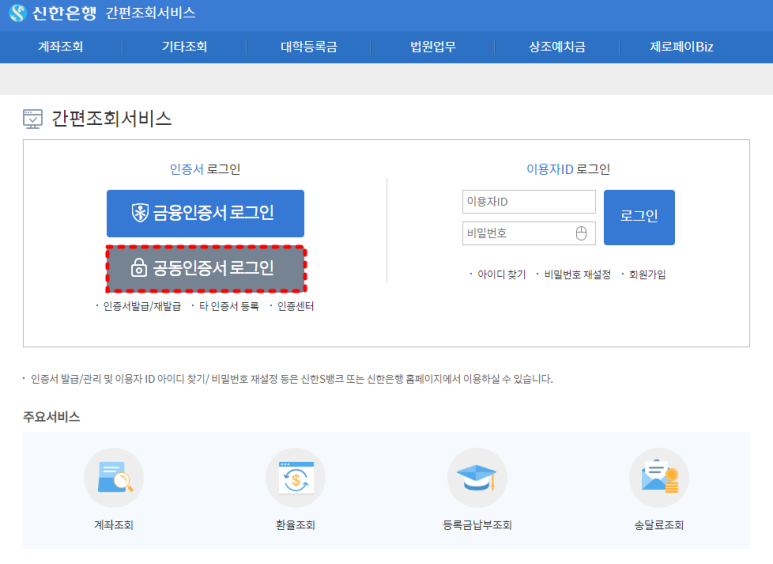 신한은행 간편조회서비스
계좌조회 기타조회 대학등록금 법원업무 상조예치금 제로페이Biz
간편조회서비스
인증서 로그인
금융인증서 로그인
공동인증서 로그인
· 인증서발급/재발급 · 타 인증서 등록 · 인증센터
이용자ID 로그인
이용자ID
비밀번호
로그인
· 아이디 찾기 · 비밀번호 재설정 · 회원가입
· 인증서 발급/관리 및 이용자 ID 아이디 찾기/ 비밀번호 재설정 등은 신한S뱅크 또는 신한은행 홈페이지에서 이용하실 수 있습니다.
주요서비스
계좌조회 환율조회 등록금납부조회 송달료조회